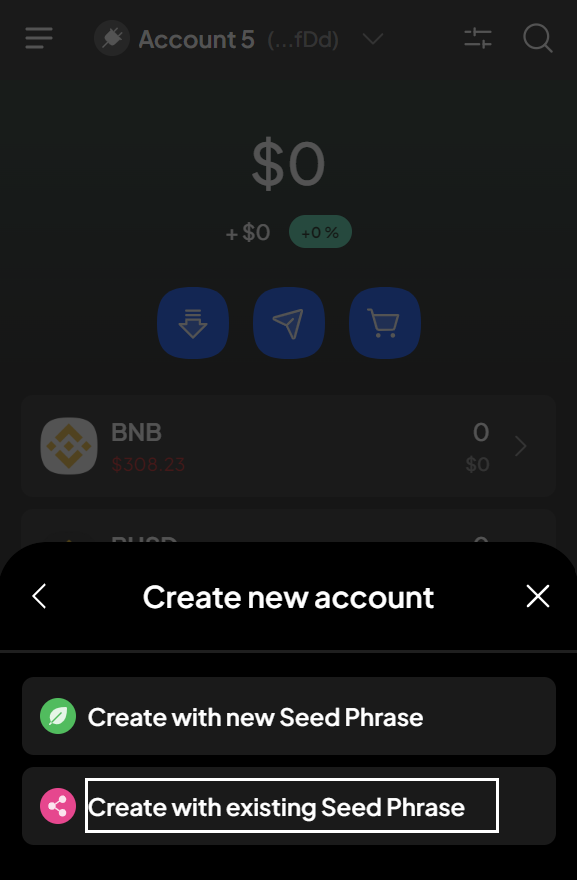 Account 5 (...fDd)
$0
+ $0 +0 %
BNB 0
$308.23 $0
BUSD 0
Create new account
Create with new Seed Phrase
Create with existing Seed Phrase